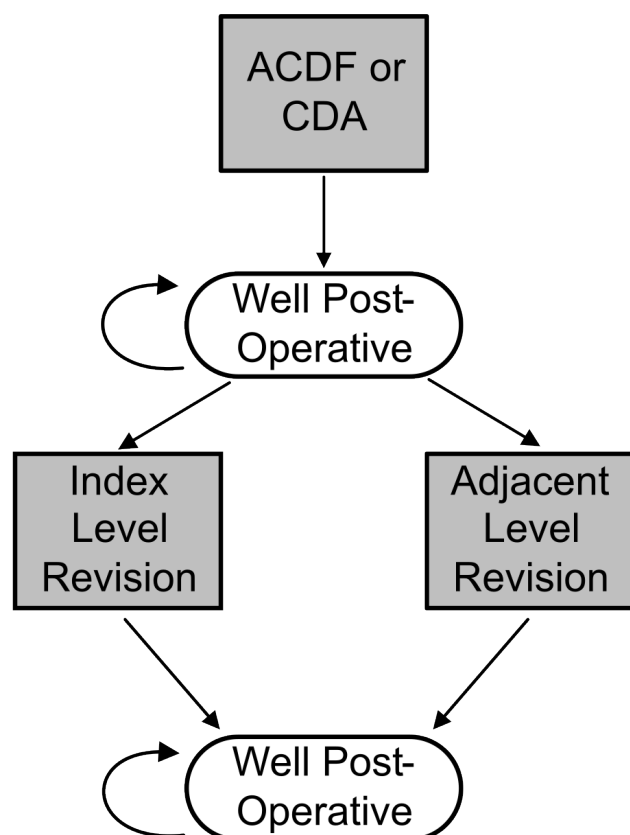 ACDF or
CDA
Well Post-
Operative
Index
Level
Revision
Adjacent
Level
Revision
Well Post-
Operative